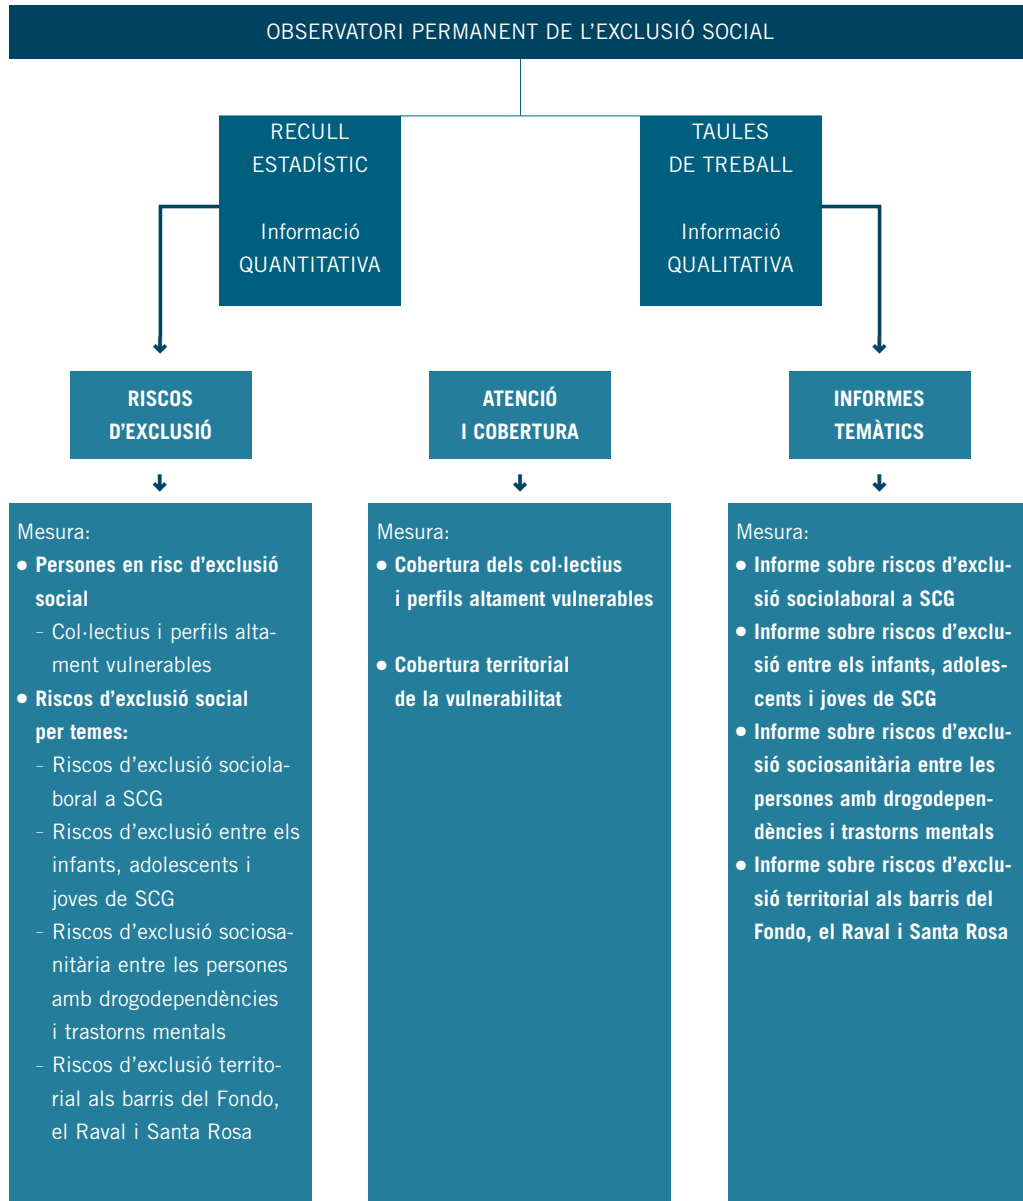 OBSERVATORI PERMANENT DE L'EXCLUSIÓ SOCIAL
RECULL
ESTADÍSTIC
Informació
QUANTITATIVA
TAULES
DE TREBALL
Informació
QUALITATIVA
RISCOS
D'EXCLUSIÓ
ATENCIÓ
I COBERTURA
INFORMES
TEMÀTICS
Mesura:
● Persones en risc d'exclusió
social
– Col·lectius i perfils alta-
ment vulnerables
● Riscos d'exclusió social
per temes:
– Riscos d'exclusió sociola-
boral a SCG
– Riscos d'exclusió entre els
infants, adolescents i
joves de SCG
– Riscos d'exclusió sociosa-
nitària entre les persones
amb drogodependències
i trastorns mentals
– Riscos d'exclusió territo-
rial als barris del Fondo,
el Raval i Santa Rosa
Mesura:
● Cobertura dels col·lectius
i perfils altament vulnerables
● Cobertura territorial
de la vulnerabilitat
Mesura:
● Informe sobre riscos d'exclu-
sió sociolaboral a SCG
● Informe sobre riscos d'exclu-
sió entre els infants, adoles-
cents i joves de SCG
● Informe sobre riscos d'exclu-
sió sociosanitària entre les
persones amb drogodepen-
dències i trastorns mentals
● Informe sobre riscos d'exclu-
sió territorial als barris del
Fondo, el Raval i Santa Rosa